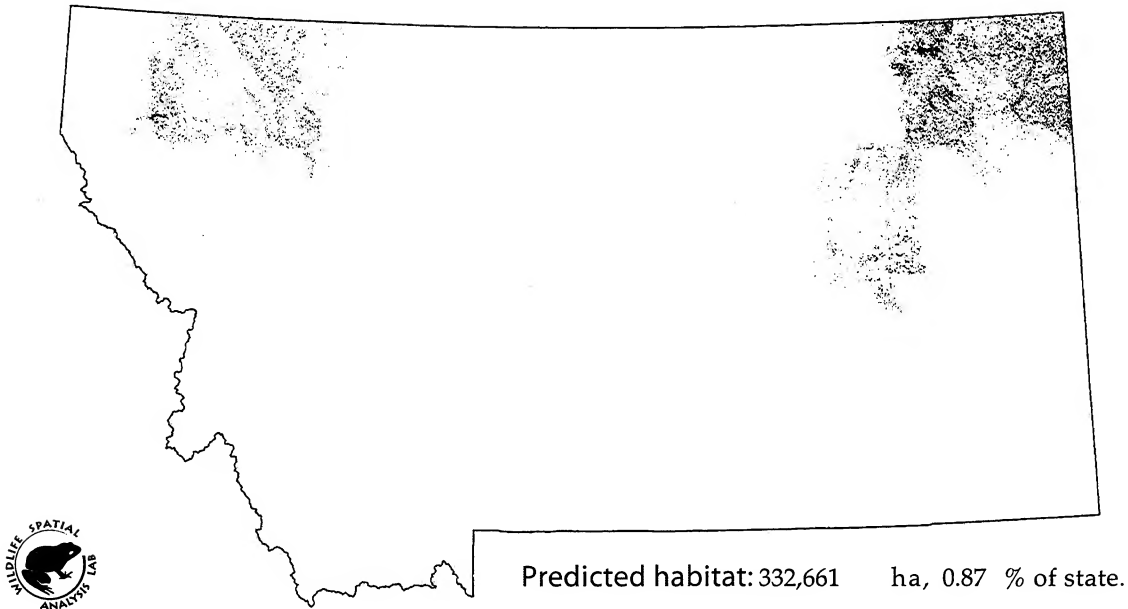 WILDLIFE SPATIAL ANALYSIS LAB
Predicted habitat: 332,661 ha, 0.87 % of state.